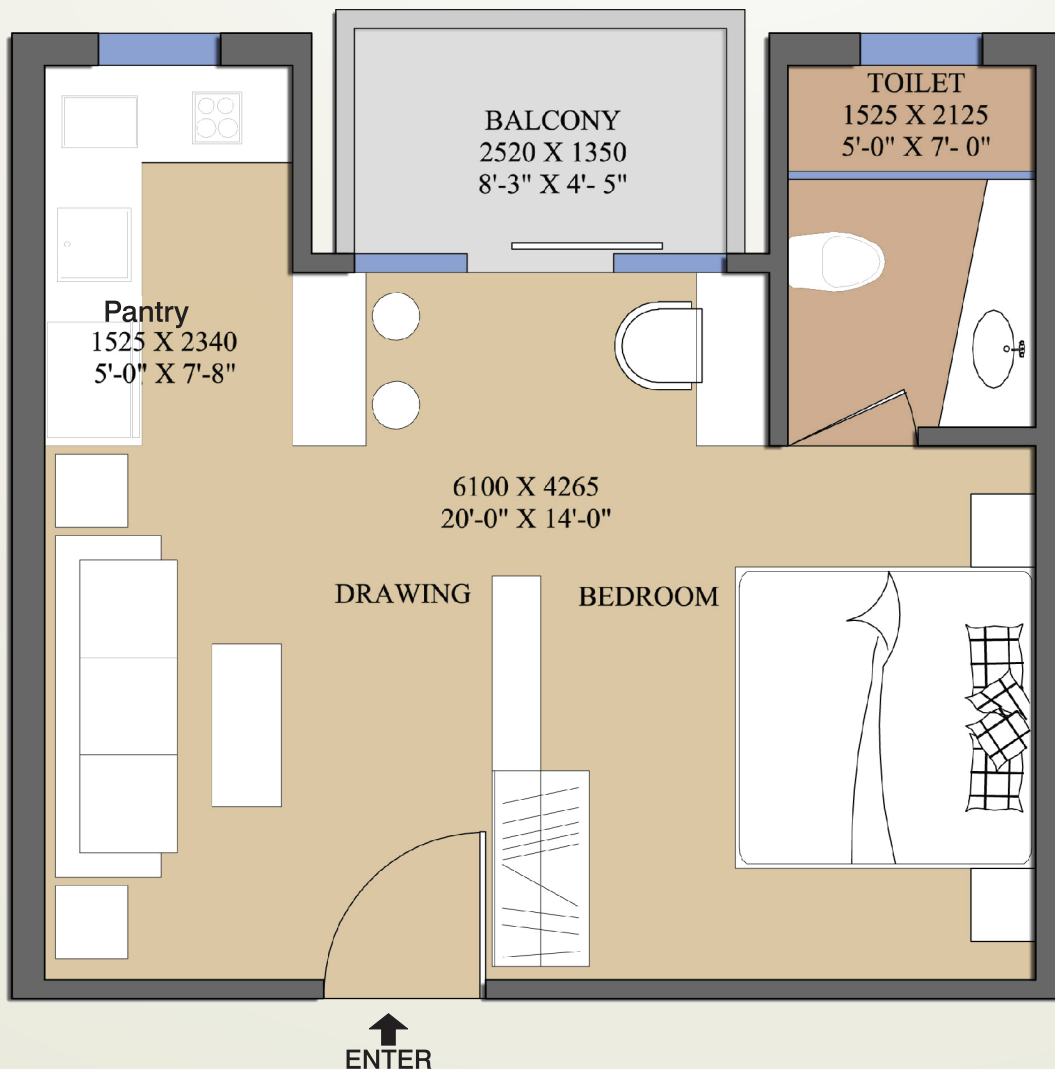 BALCONY
2520 X 1350
8'-3" X 4'- 5"
TOILET
1525 X 2125
5'-0" X 7'- 0"
Pantry
1525 X 2340
5'-0" X 7'-8"
6100 X 4265
20'-0" X 14'-0"
DRAWING
BEDROOM
ENTER